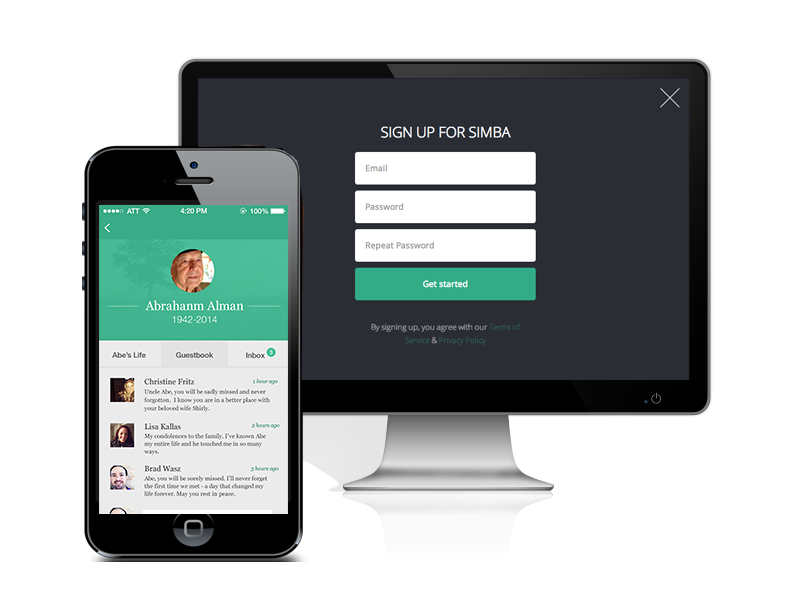 SIGN UP FOR SIMBA
Email
Password
Repeat Password
Get started
By signing up, you agree with our Terms of
Service & Privacy Policy
ATT
4:20 PM
100%
Abrahanm Alman
1942-2014
Abe's Life
Guestbook
Inbox 3
Christine Fritz
1 hour ago
Uncle Abe, you will be sadly missed and never
forgotten. I know you are in a better place with
your beloved wife Shirly.
Lisa Kallas
2 hours ago
My condolences to the family. I've known Abe
my entire life and he touched me in so many
ways.
Brad Wasz
3 hours ago
Abe, you will be sorely missed. I'll never forget
the first time we met - a day that changed my
life forever. May you rest in peace.